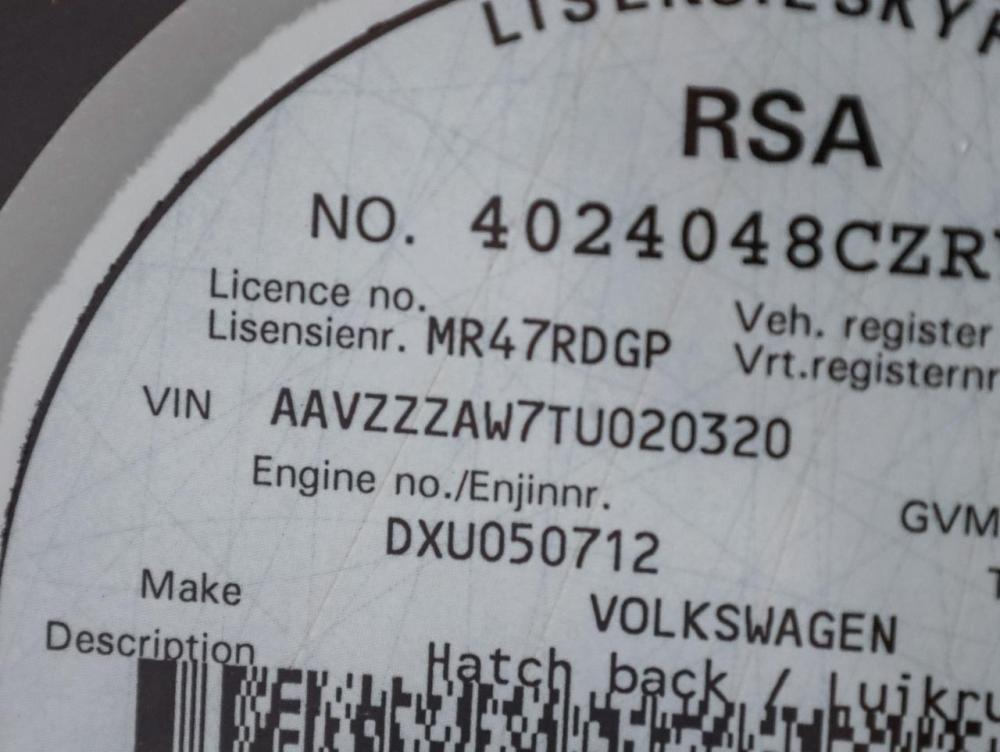 RSA
NO. 4024048CZR
Licence no.
Lisensienr. MR47RDGP
Veh. register
Vrt.registernr
VIN AAVZZZAW7TU020320
Engine no./Enjinnr.
DXU050712
GVM
Make VOLKSWAGEN
Description Hatch back / Luikru